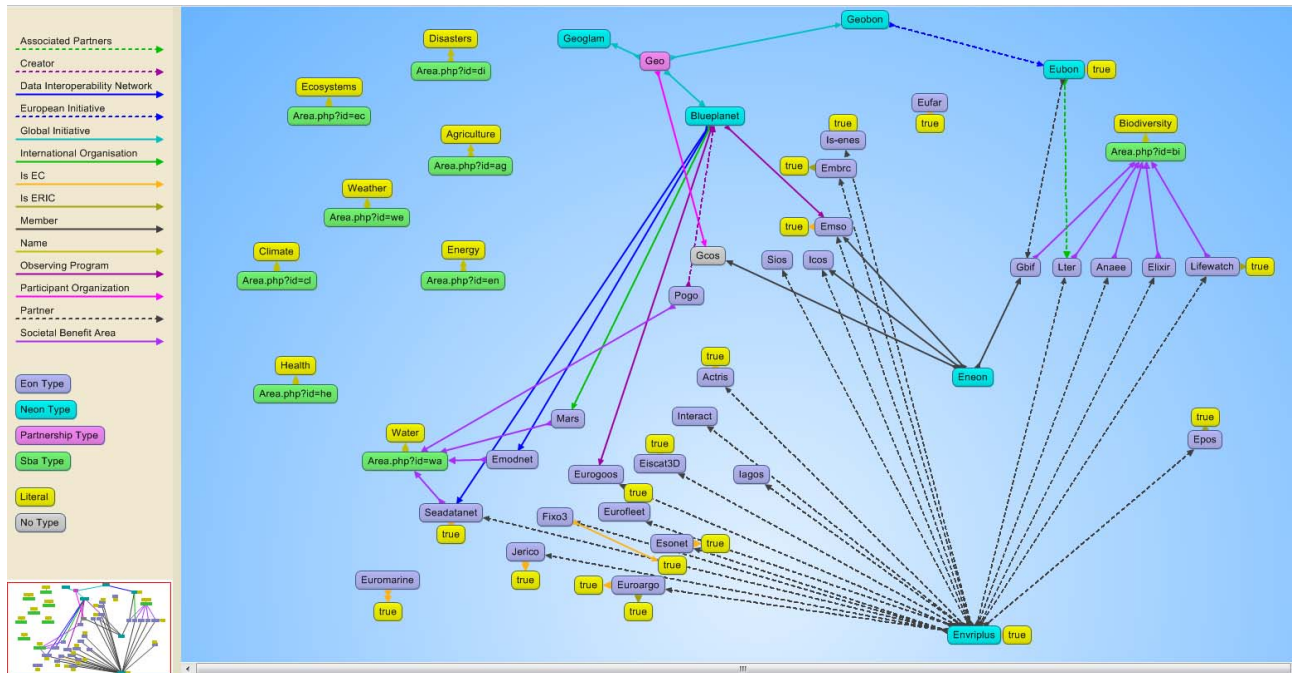 Associated Partners
Creator
Data Interoperability Network
European Initiative
Global Initiative
International Organisation
Is EC
Is ERIC
Member
Name
Observing Program
Participant Organization
Partner
Societal Benefit Area
Eon Type
Neon Type
Partnership Type
Sba Type
Literal
No Type
Geobon
Disasters
Geoglam
Geo
Area.php?id=di
Eubon
true
Ecosystems
Area.php?id=ec
Eufar
true
Blueplanet
true
Biodiversity
Agriculture
Is-enes
Area.php?id=bi
Area.php?id=ag
true
Embrc
Weather
Area.php?id=we
true
Emso
Climate
Energy
Gcos
Sios
Icos
Gbif
Lter
Anaee
Elixir
Lifewatch
true
Area.php?id=cl
Area.php?id=en
Pogo
true
Health
Actris
Eneon
Area.php?id=he
Mars
Interact
true
Water
true
Epos
Area.php?id=wa
Emodnet
Eurogoos
Eiscat3D
Iagos
true
Seadatanet
Fixo3
Eurofleet
true
Esonet
true
Jerico
true
Euromarine
true
true
Euroargo
true
true
Envriplus
true